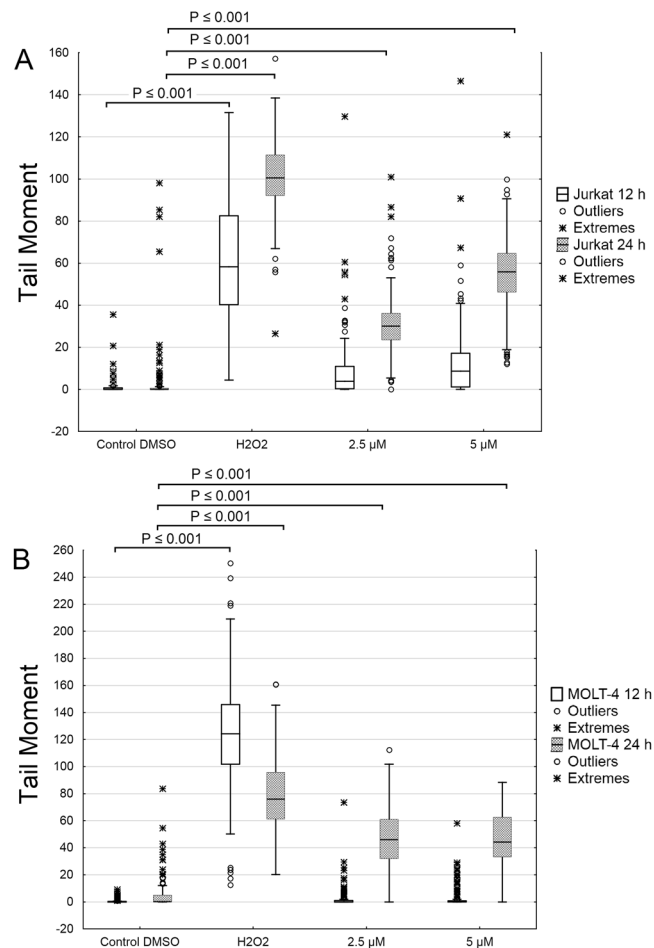 P ≤ 0.001
P ≤ 0.001
P ≤ 0.001
P ≤ 0.001
A
Tail Moment
160
140
120
100
80
60
40
20
0
-20
Control DMSO H2O2 2.5 µM 5 µM
Jurkat 12 h
Outliers
Extremes
Jurkat 24 h
Outliers
Extremes
P ≤ 0.001
P ≤ 0.001
P ≤ 0.001
P ≤ 0.001
B
Tail Moment
260
240
220
200
180
160
140
120
100
80
60
40
20
0
-20
Control DMSO H2O2 2.5 µM 5 µM
MOLT-4 12 h
Outliers
Extremes
MOLT-4 24 h
Outliers
Extremes